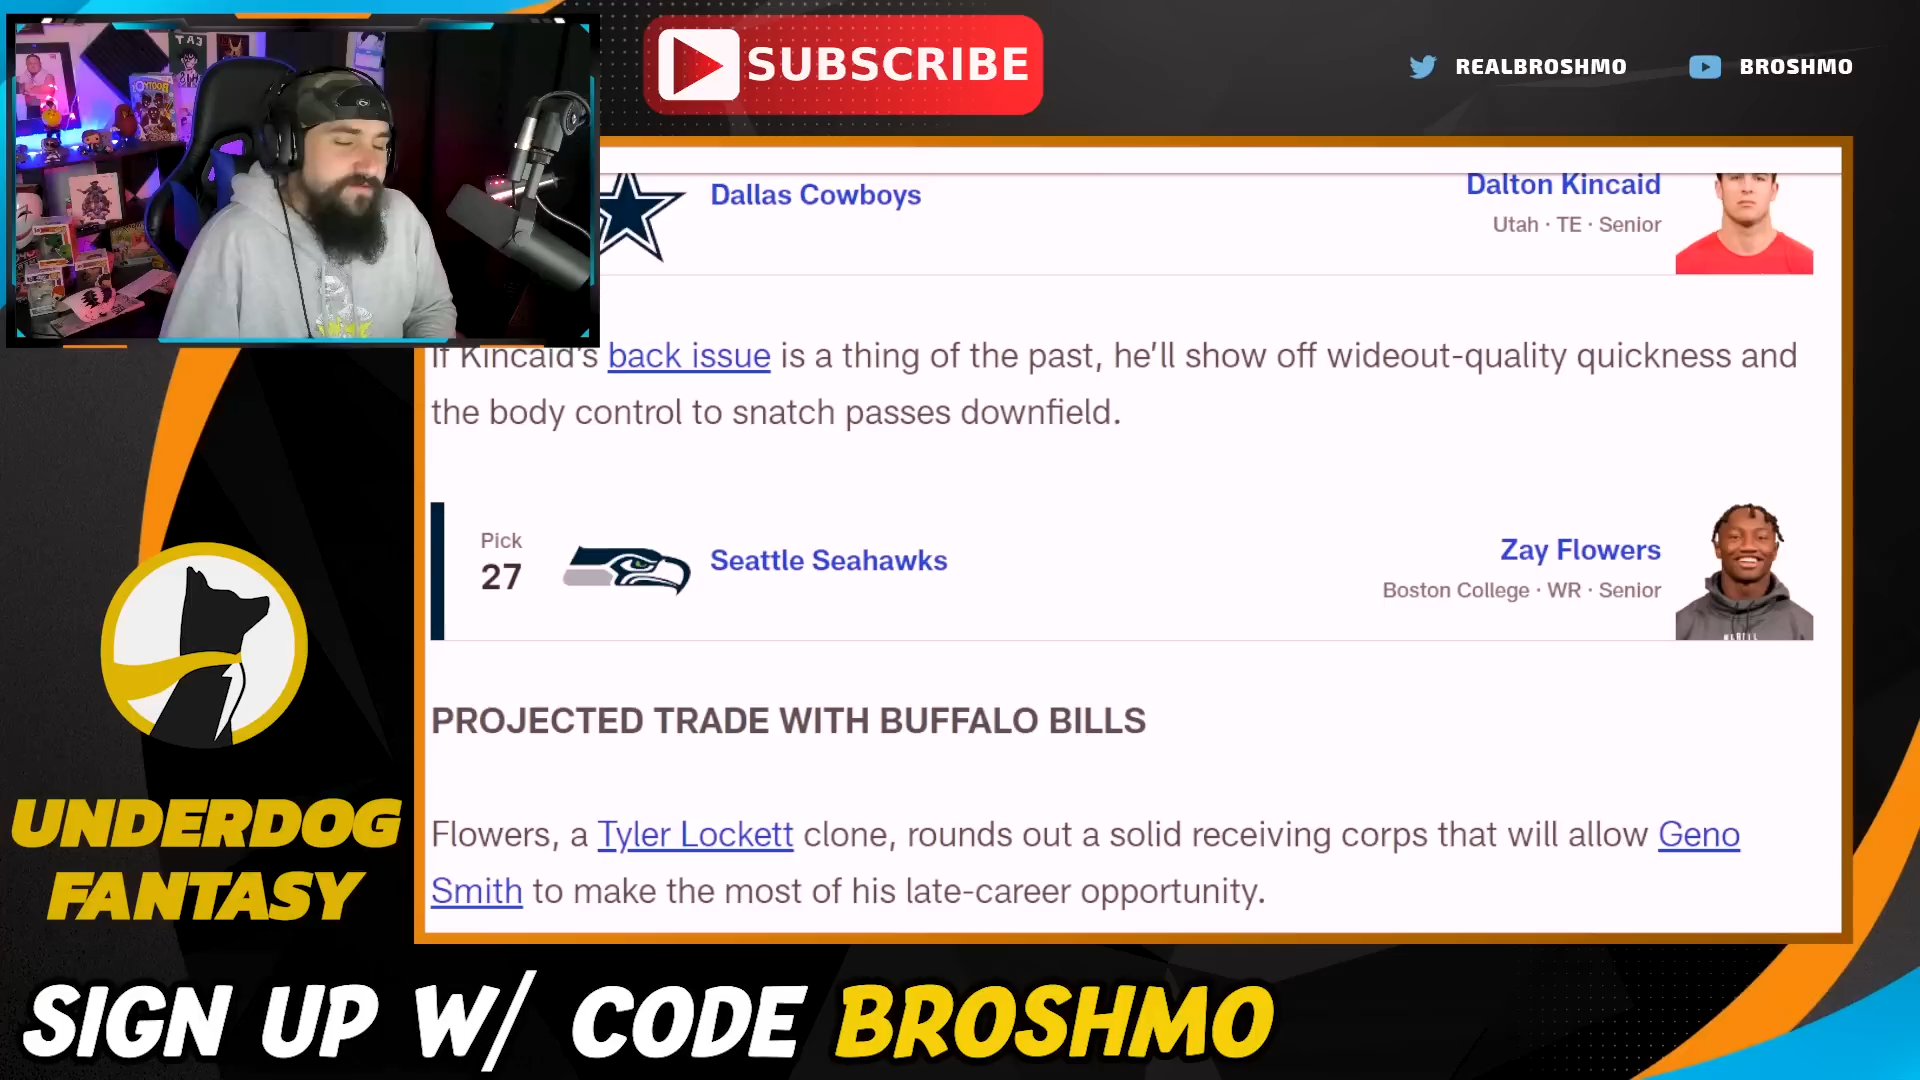 SUBSCRIBE
REALBROSHMO
BROSHMO
Dallas Cowboys
Dalton Kincaid
Utah · TE · Senior
If Kincaid's back issue is a thing of the past, he'll show off wideout-quality quickness and
the body control to snatch passes downfield.
Pick
27
Seattle Seahawks
Zay Flowers
Boston College · WR · Senior
PROJECTED TRADE WITH BUFFALO BILLS
Flowers, a Tyler Lockett clone, rounds out a solid receiving corps that will allow Geno
Smith to make the most of his late-career opportunity.
UNDERDOG
FANTASY
SIGN UP W/ CODE BROSHMO